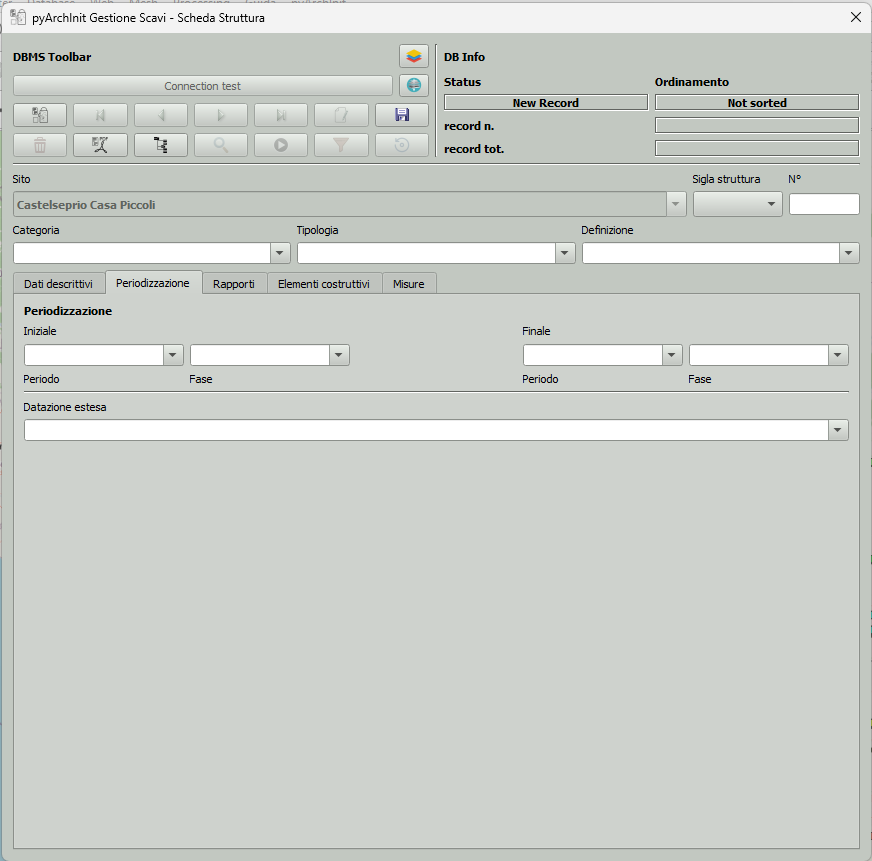 pyArchInit Gestione Scavi - Scheda Struttura
DBMS Toolbar
DB Info
Connection test
Status
Ordinamento
New Record
Not sorted
record n.
record tot.
Sito
Sigla struttura
N°
Castelseprio Casa Piccoli
Categoria
Tipologia
Definizione
Dati descrittivi
Periodizzazione
Rapporti
Elementi costruttivi
Misure
Periodizzazione
Iniziale
Finale
Periodo
Fase
Periodo
Fase
Datazione estesa